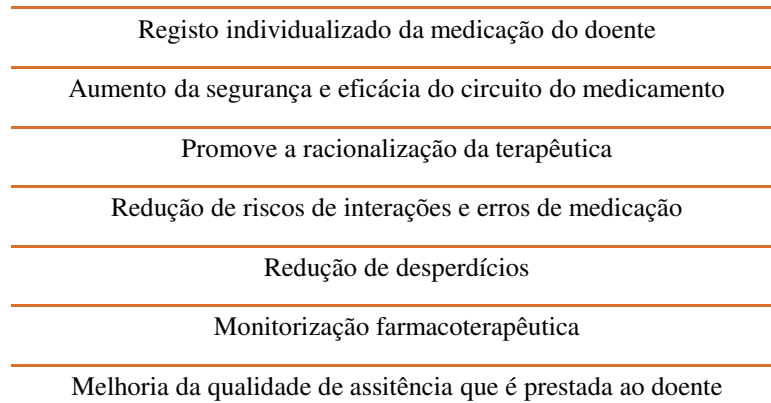 Registo individualizado da medicação do doente
Aumento da segurança e eficácia do circuito do medicamento
Promove a racionalização da terapêutica
Redução de riscos de interações e erros de medicação
Redução de desperdícios
Monitorização farmacoterapêutica
Melhoria da qualidade de assitência que é prestada ao doente